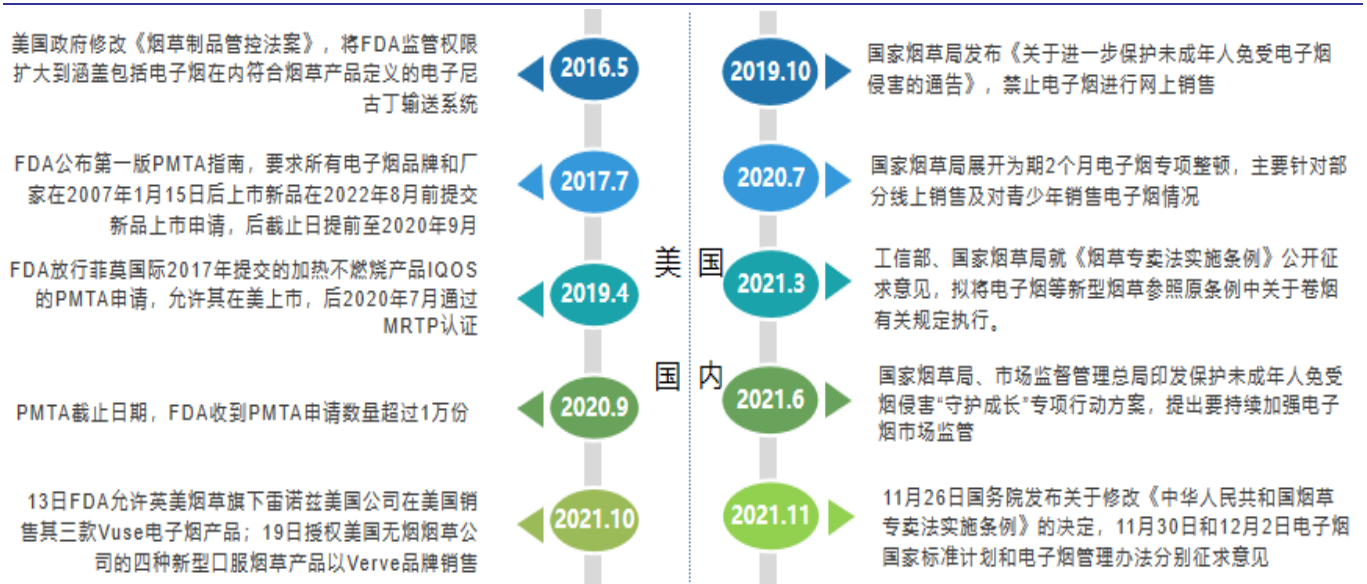 美国政府修改《烟草制品管控法案》，将FDA监管权限
扩大到涵盖包括电子烟在内符合烟草产品定义的电子尼
古丁输送系统
2016.5
FDA公布第一版PMTA指南，要求所有电子烟品牌和厂
家在2007年1月15日后上市新品在2022年8月前提交
新品上市申请，后截止日提前至2020年9月
2017.7
FDA放行菲莫国际2017年提交的加热不燃烧产品IQOS
的PMTA申请，允许其在美上市，后2020年7月通过
MRTP认证
2019.4
PMTA截止日期，FDA收到PMTA申请数量超过1万份
2020.9
13日FDA允许英美烟草旗下雷诺兹美国公司在美国销
售其三款Vuse电子烟产品；19日授权美国无烟烟草公
司的四种新型口服烟草产品以Verve品牌销售
2021.10
美
国
国
内
2019.10
国家烟草局发布《关于进一步保护未成年人免受电子烟
侵害的通告》，禁止电子烟进行网上销售
2020.7
国家烟草局展开为期2个月电子烟专项整顿，主要针对部
分线上销售及对青少年销售电子烟情况
2021.3
工信部、国家烟草局就《烟草专卖法实施条例》公开征
求意见，拟将电子烟等新型烟草参照原条例中关于卷烟
有关规定执行。
2021.6
国家烟草局、市场监督管理总局印发保护未成年人免受
烟侵害“守护成长”专项行动方案，提出要持续加强电子
烟市场监管
2021.11
11月26日国务院发布关于修改《中华人民共和国烟草
专卖法实施条例》的决定，11月30日和12月2日电子烟
国家标准计划和电子烟管理办法分别征求意见